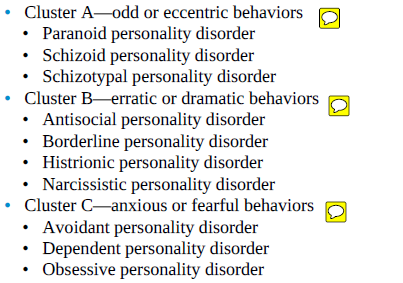 • Cluster A—odd or eccentric behaviors
• Paranoid personality disorder
• Schizoid personality disorder
• Schizotypal personality disorder
• Cluster B—erratic or dramatic behaviors
• Antisocial personality disorder
• Borderline personality disorder
• Histrionic personality disorder
• Narcissistic personality disorder
• Cluster C—anxious or fearful behaviors
• Avoidant personality disorder
• Dependent personality disorder
• Obsessive personality disorder